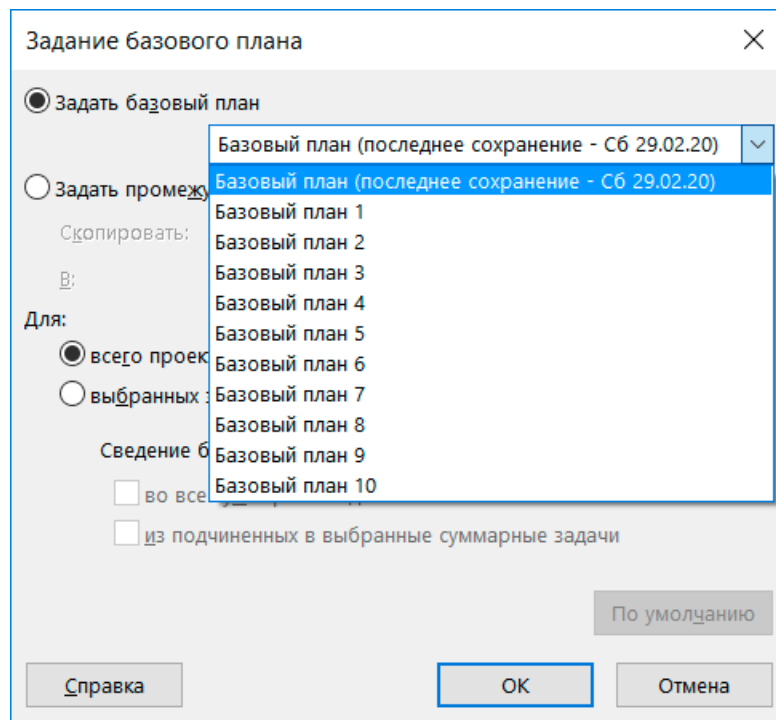 Задание базового плана
Задать базовый план
Базовый план (последнее сохранение - Сб 29.02.20)
Базовый план (последнее сохранение - Сб 29.02.20)
Задать промежу
Базовый план 1
Скопировать:
Базовый план 2
В:
Базовый план 3
Базовый план 4
Для:
Базовый план 5
всего проек
Базовый план 6
выбранных
Базовый план 7
Базовый план 8
Сведение б
Базовый план 9
Базовый план 10
во все
из подчиненных в выбранные суммарные задачи
По умолчанию
Справка
ОК
Отмена